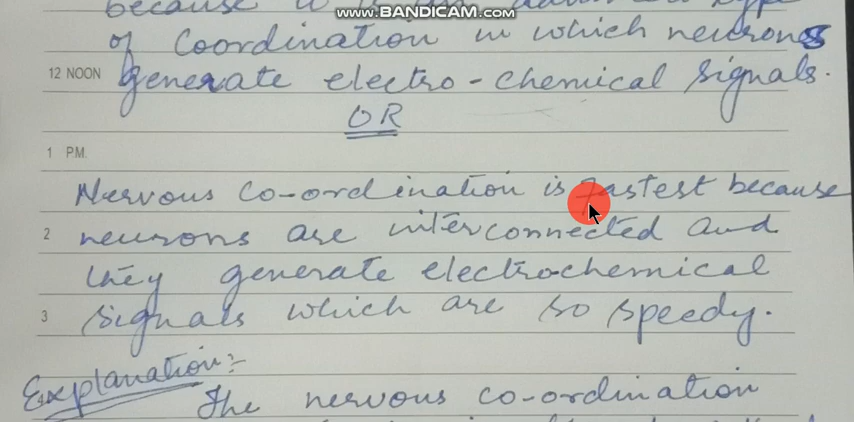 www.BANDICAM.com
because
of Coordination in which neurons
12 NOON generate electro-chemical signals.
OR
1 P.M.
Nervous co-ordination is fastest because
2 neurons are interconnected and
they generate electrochemical
3 signals which are so speedy.
Explanation:-
The nervous co-ordination